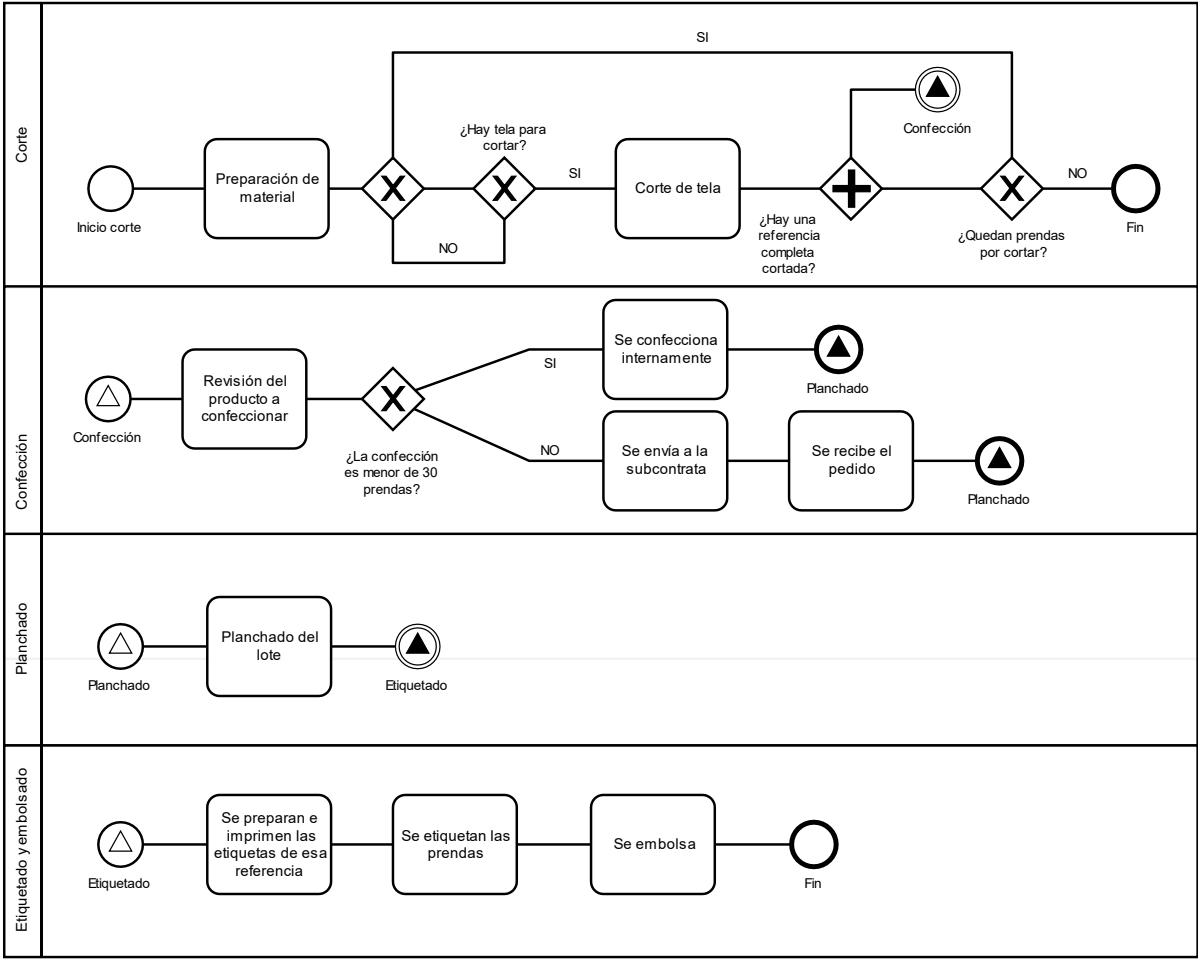 Corte
SI
Confección
¿Hay tela para
cortar?
Preparación de
material
SI
Corte de tela
NO
Inicio corte
NO
¿Hay una
referencia
completa
cortada?
¿Quedan prendas
por cortar?
Fin
Confección
Se confecciona
internamente
SI
Planchado
Revisión del
producto a
confeccionar
Confección
¿La confección
es menor de 30
prendas?
NO
Se envía a la
subcontrata
Se recibe el
pedido
Planchado
Planchado
Planchado del
lote
Planchado
Etiquetado
Etiquetado y embolsado
Se preparan e
imprimen las
etiquetas de esa
referencia
Se etiquetan las
prendas
Se embolsa
Etiquetado
Fin